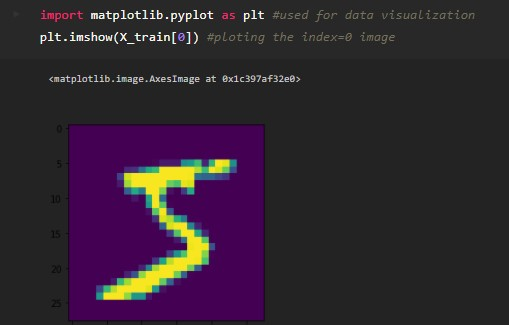 import matplotlib.pyplot as plt #used for data visualization
plt.imshow(X_train[0]) #ploting the index=0 image
<matplotlib.image.AxesImage at 0x1c397af32e0>
0
5
10
15
20
25
5